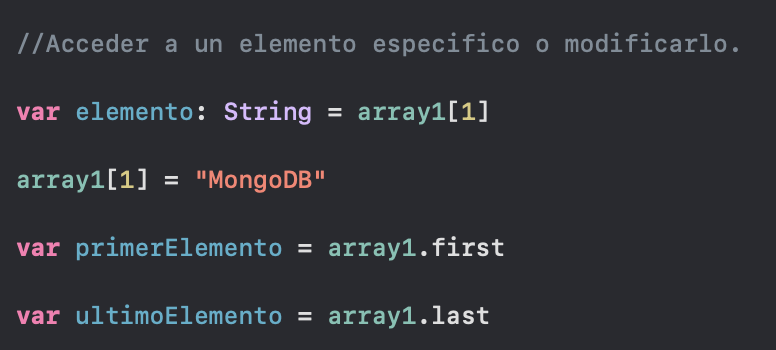 //Acceder a un elemento especifico o modificarlo.
var elemento: String = array1[1]
array1[1] = "MongoDB"
var primerElemento = array1.first
var ultimoElemento = array1.last